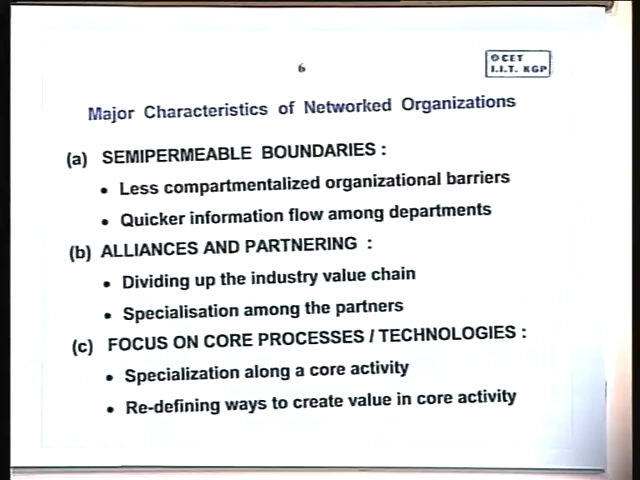 6
©CET
I.I.T. KGP
Major Characteristics of Networked Organizations
(a) SEMIPERMEABLE BOUNDARIES :
• Less compartmentalized organizational barriers
• Quicker information flow among departments
(b) ALLIANCES AND PARTNERING :
• Dividing up the industry value chain
• Specialisation among the partners
(c) FOCUS ON CORE PROCESSES / TECHNOLOGIES :
• Specialization along a core activity
• Re-defining ways to create value in core activity